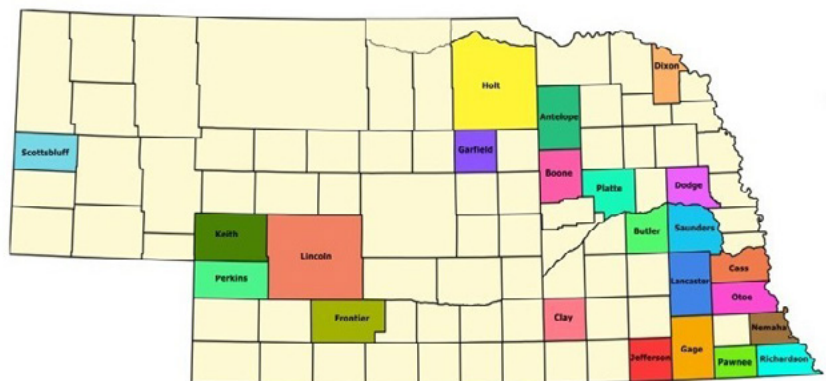 Dixon
Holt
Antelope
Scottsbluff
Garfield
Boone
Platte
Dodge
Keith
Butler
Saunders
Lincoln
Perkins
Lancaster
Cass
Otoe
Frontier
Clay
Nemaha
Jefferson
Gage
Pawnee
Richardson